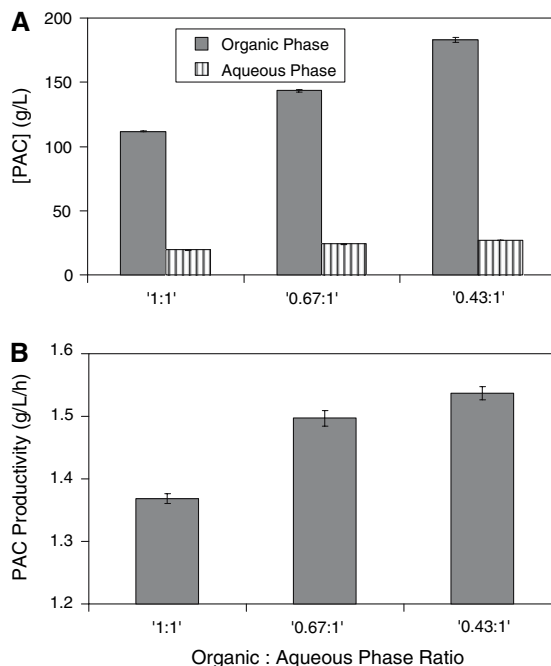 A
200
150
100
50
0
[PAC] (g/L)
Organic Phase
Aqueous Phase
'1:1' '0.67:1' '0.43:1'
B
1.6
1.5
1.4
1.3
1.2
PAC Productivity (g/L/h)
'1:1' '0.67:1' '0.43:1'
Organic : Aqueous Phase Ratio